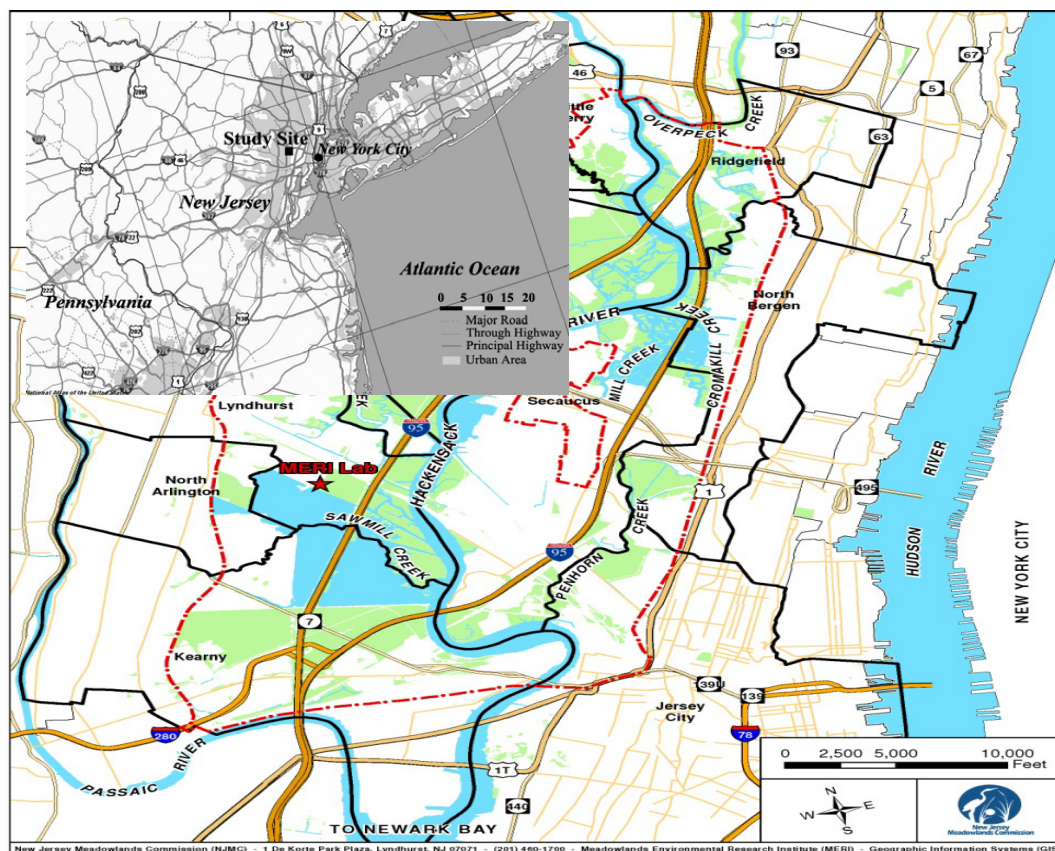 Study Site
New York City
New Jersey
Pennsylvania
Atlantic Ocean
0 5 10 15 20
Major Road
Through Highway
Principal Highway
Urban Area
46
93
67
5
63
OVERPECK
CREEK
Ridgefield
North
Bergen
RIVER
MILL CREEK
CROMAKILL CREEK
Secaucus
Lyndhurst
95
HACKENSACK
MERI Lab
North
Arlington
SAWMILL CREEK
1
495
HUDSON RIVER
NEW YORK CITY
95
PENHORN CREEK
7
Kearny
139U
139
Jersey
City
280
78
PASSAIC RIVER
1T
440
TO NEWARK BAY
0 2,500 5,000 10,000
Feet
N
W E
S
New Jersey
Meadowlands Commission
New Jersey Meadowlands Commission (NJMC) - 1 De Korte Park Plaza, Lyndhurst, NJ 07071 - (201) 460-1700 - Meadowlands Environmental Research Institute (MERI) - Geographic Information Systems (GIS